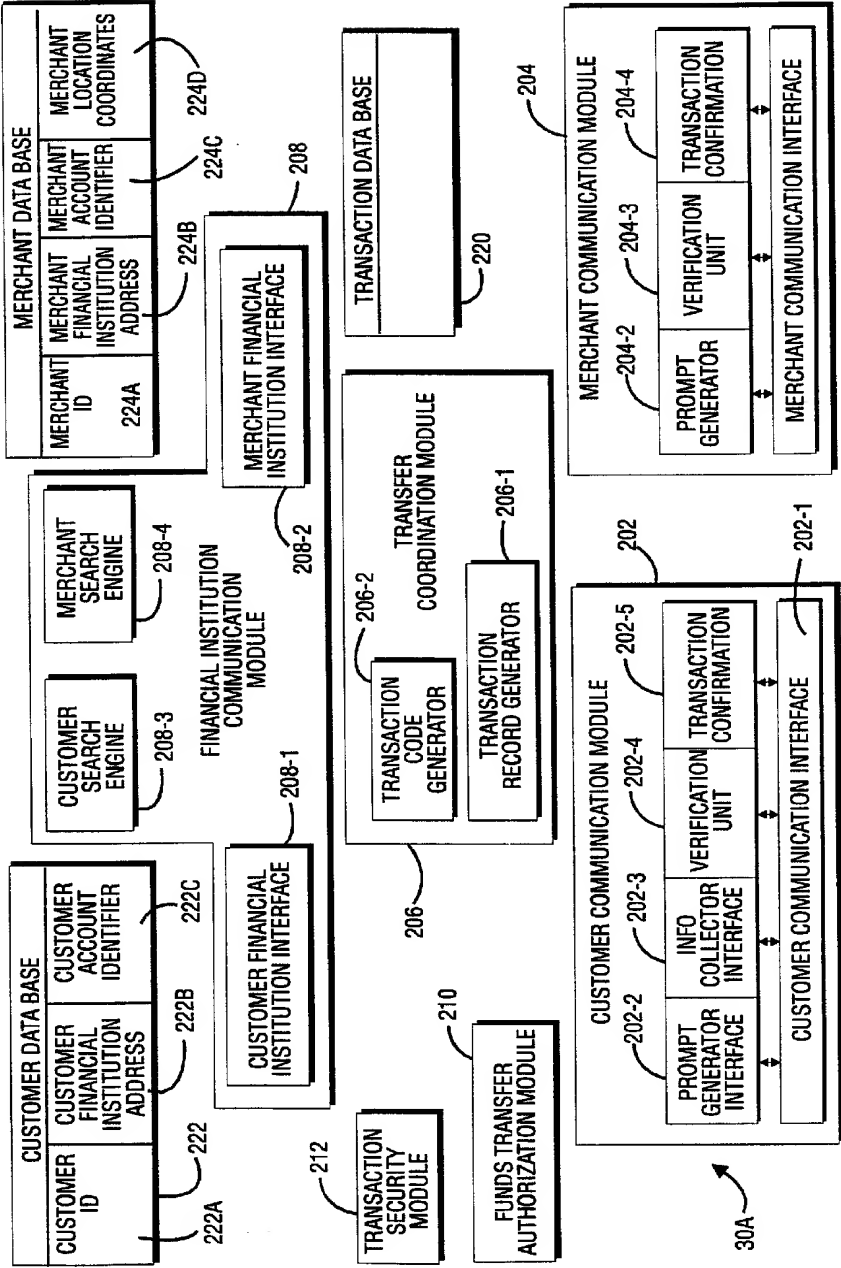 CUSTOMER DATA BASE
CUSTOMER
ID
222A
CUSTOMER
FINANCIAL
INSTITUTION
ADDRESS
222B
CUSTOMER
ACCOUNT
IDENTIFIER
222C
222
CUSTOMER
SEARCH
ENGINE
208-3
MERCHANT
SEARCH
ENGINE
208-4
FINANCIAL INSTITUTION
COMMUNICATION
MODULE
CUSTOMER FINANCIAL
INSTITUTION INTERFACE
208-1
MERCHANT FINANCIAL
INSTITUTION INTERFACE
208-2
208
MERCHANT DATA BASE
MERCHANT
ID
224A
MERCHANT
FINANCIAL
INSTITUTION
ADDRESS
224B
MERCHANT
ACCOUNT
IDENTIFIER
224C
MERCHANT
LOCATION
COORDINATES
224D
212
TRANSACTION
SECURITY
MODULE
210
FUNDS TRANSFER
AUTHORIZATION MODULE
206
TRANSACTION
CODE
GENERATOR
206-2
TRANSFER
COORDINATION MODULE
TRANSACTION
RECORD GENERATOR
206-1
TRANSACTION DATA BASE
220
CUSTOMER COMMUNICATION MODULE
202
202-2
202-3
202-4
202-5
PROMPT
GENERATOR
INTERFACE
INFO
COLLECTOR
INTERFACE
VERIFICATION
UNIT
TRANSACTION
CONFIRMATION
CUSTOMER COMMUNICATION INTERFACE
202-1
MERCHANT COMMUNICATION MODULE
204
204-2
204-3
204-4
PROMPT
GENERATOR
VERIFICATION
UNIT
TRANSACTION
CONFIRMATION
MERCHANT COMMUNICATION INTERFACE
30A